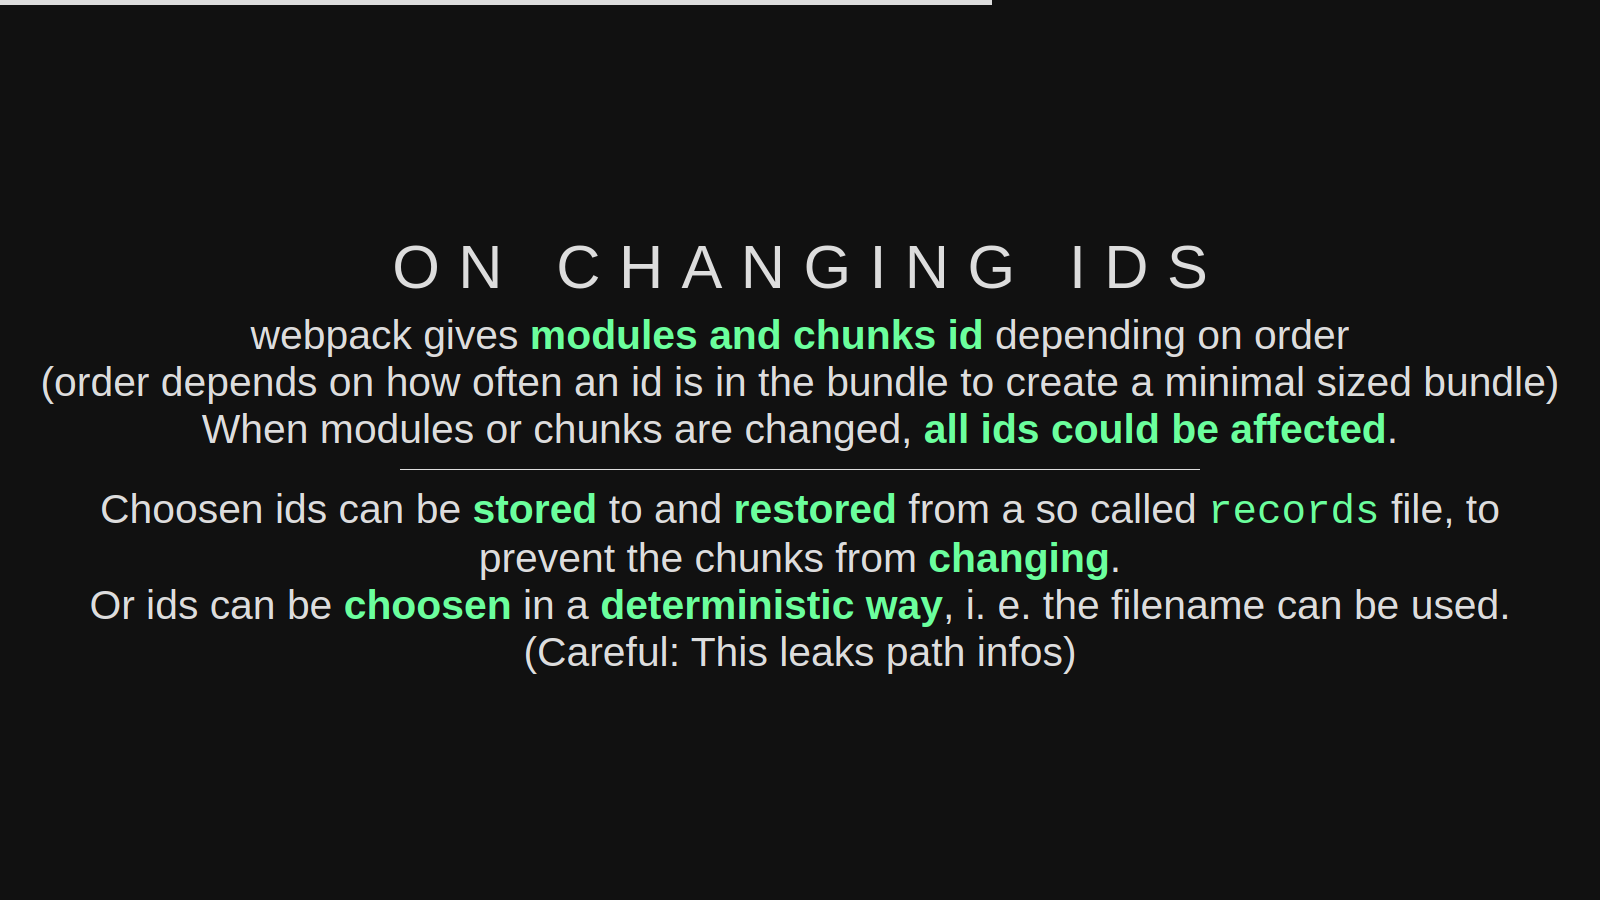 ON CHANGING IDS
webpack gives modules and chunks id depending on order
(order depends on how often an id is in the bundle to create a minimal sized bundle)
When modules or chunks are changed, all ids could be affected.
Choosen ids can be stored to and restored from a so called records file, to
prevent the chunks from changing.
Or ids can be choosen in a deterministic way, i. e. the filename can be used.
(Careful: This leaks path infos)